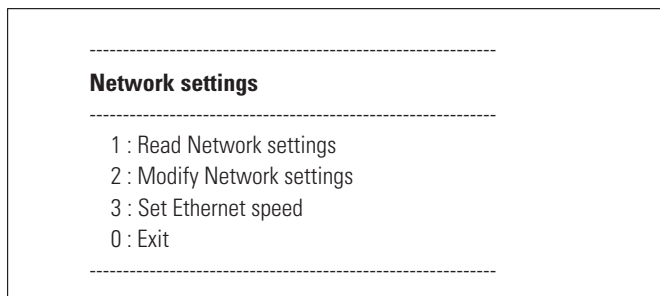 ------------------------------------------------------------
Network settings
------------------------------------------------------------
1 : Read Network settings
2 : Modify Network settings
3 : Set Ethernet speed
0 : Exit
------------------------------------------------------------